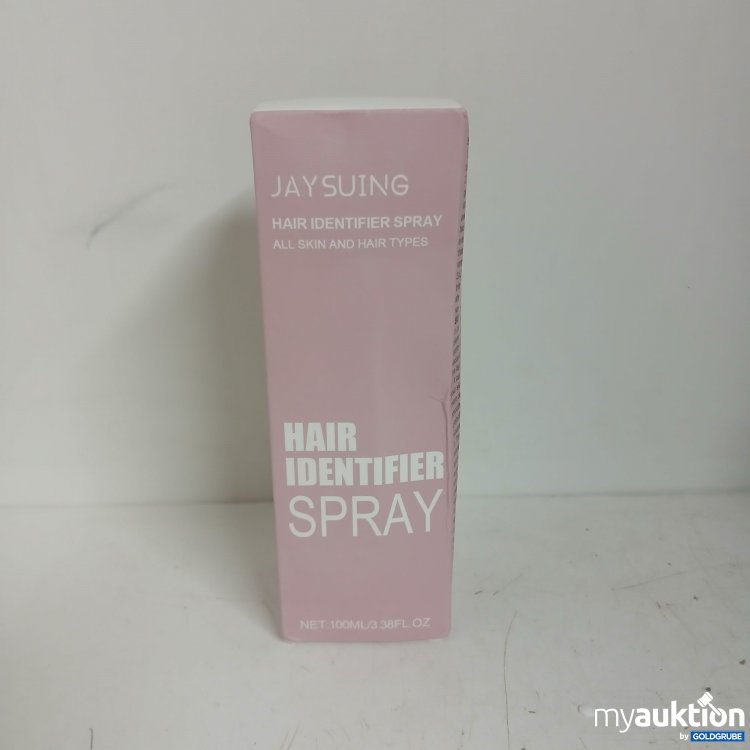 JAYSUING
HAIR IDENTIFIER SPRAY
ALL SKIN AND HAIR TYPES
HAIR
IDENTIFIER
SPRAY
NET.100ML/3.38FL.OZ
myauktion
by GOLDGRUBE